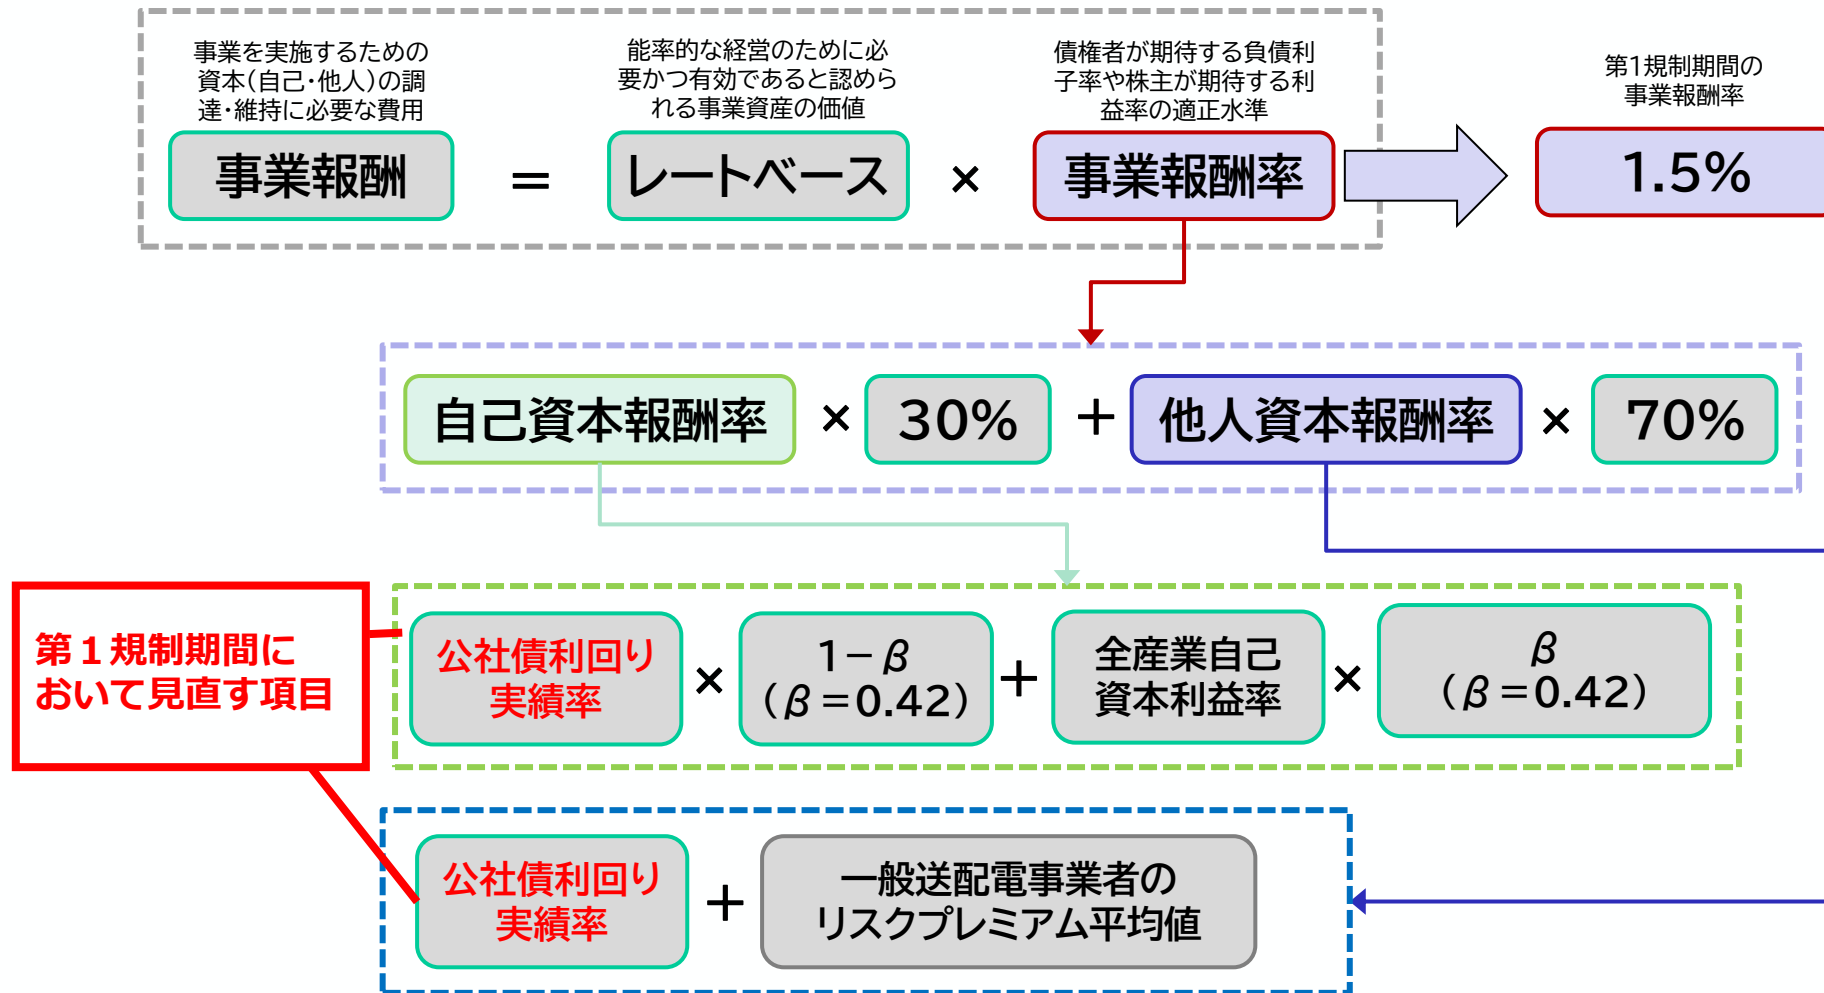 事業を実施するための
資本(自己・他人)の調
達・維持に必要な費用
能率的な経営のために必
要かつ有効であると認めら
れる事業資産の価値
債権者が期待する負債利
子率や株主が期待する利
益率の適正水準
第1規制期間の
事業報酬率
事業報酬 = レートベース × 事業報酬率 1.5%
自己資本報酬率 × 30% + 他人資本報酬率 × 70%
第1規制期間に
おいて見直す項目
公社債利回り
実績率
×
1-β
(β=0.42)
+
全産業自己
資本利益率
×
β
(β=0.42)
公社債利回り
実績率
+
一般送配電事業者の
リスクプレミアム平均値